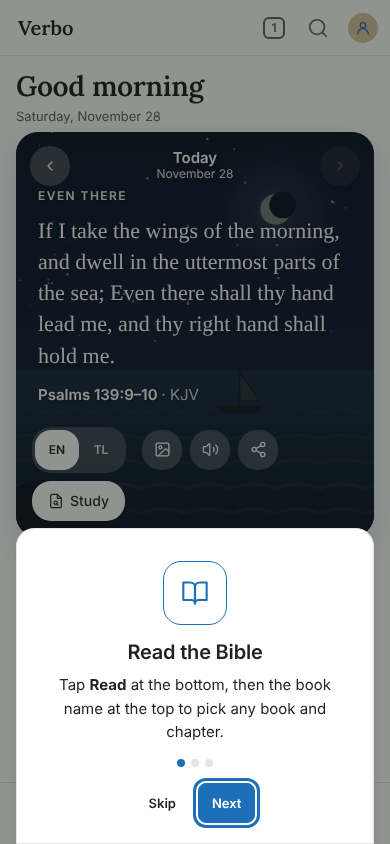 Verbo
1
Good morning
Saturday, November 28
Today
November 28
EVEN THERE
If I take the wings of the morning,
and dwell in the uttermost parts of
the sea; Even there shall thy hand
lead me, and thy right hand shall
hold me.
Psalms 139:9–10 · KJV
EN TL
Study
Read the Bible
Tap Read at the bottom, then the book
name at the top to pick any book and
chapter.
Skip Next